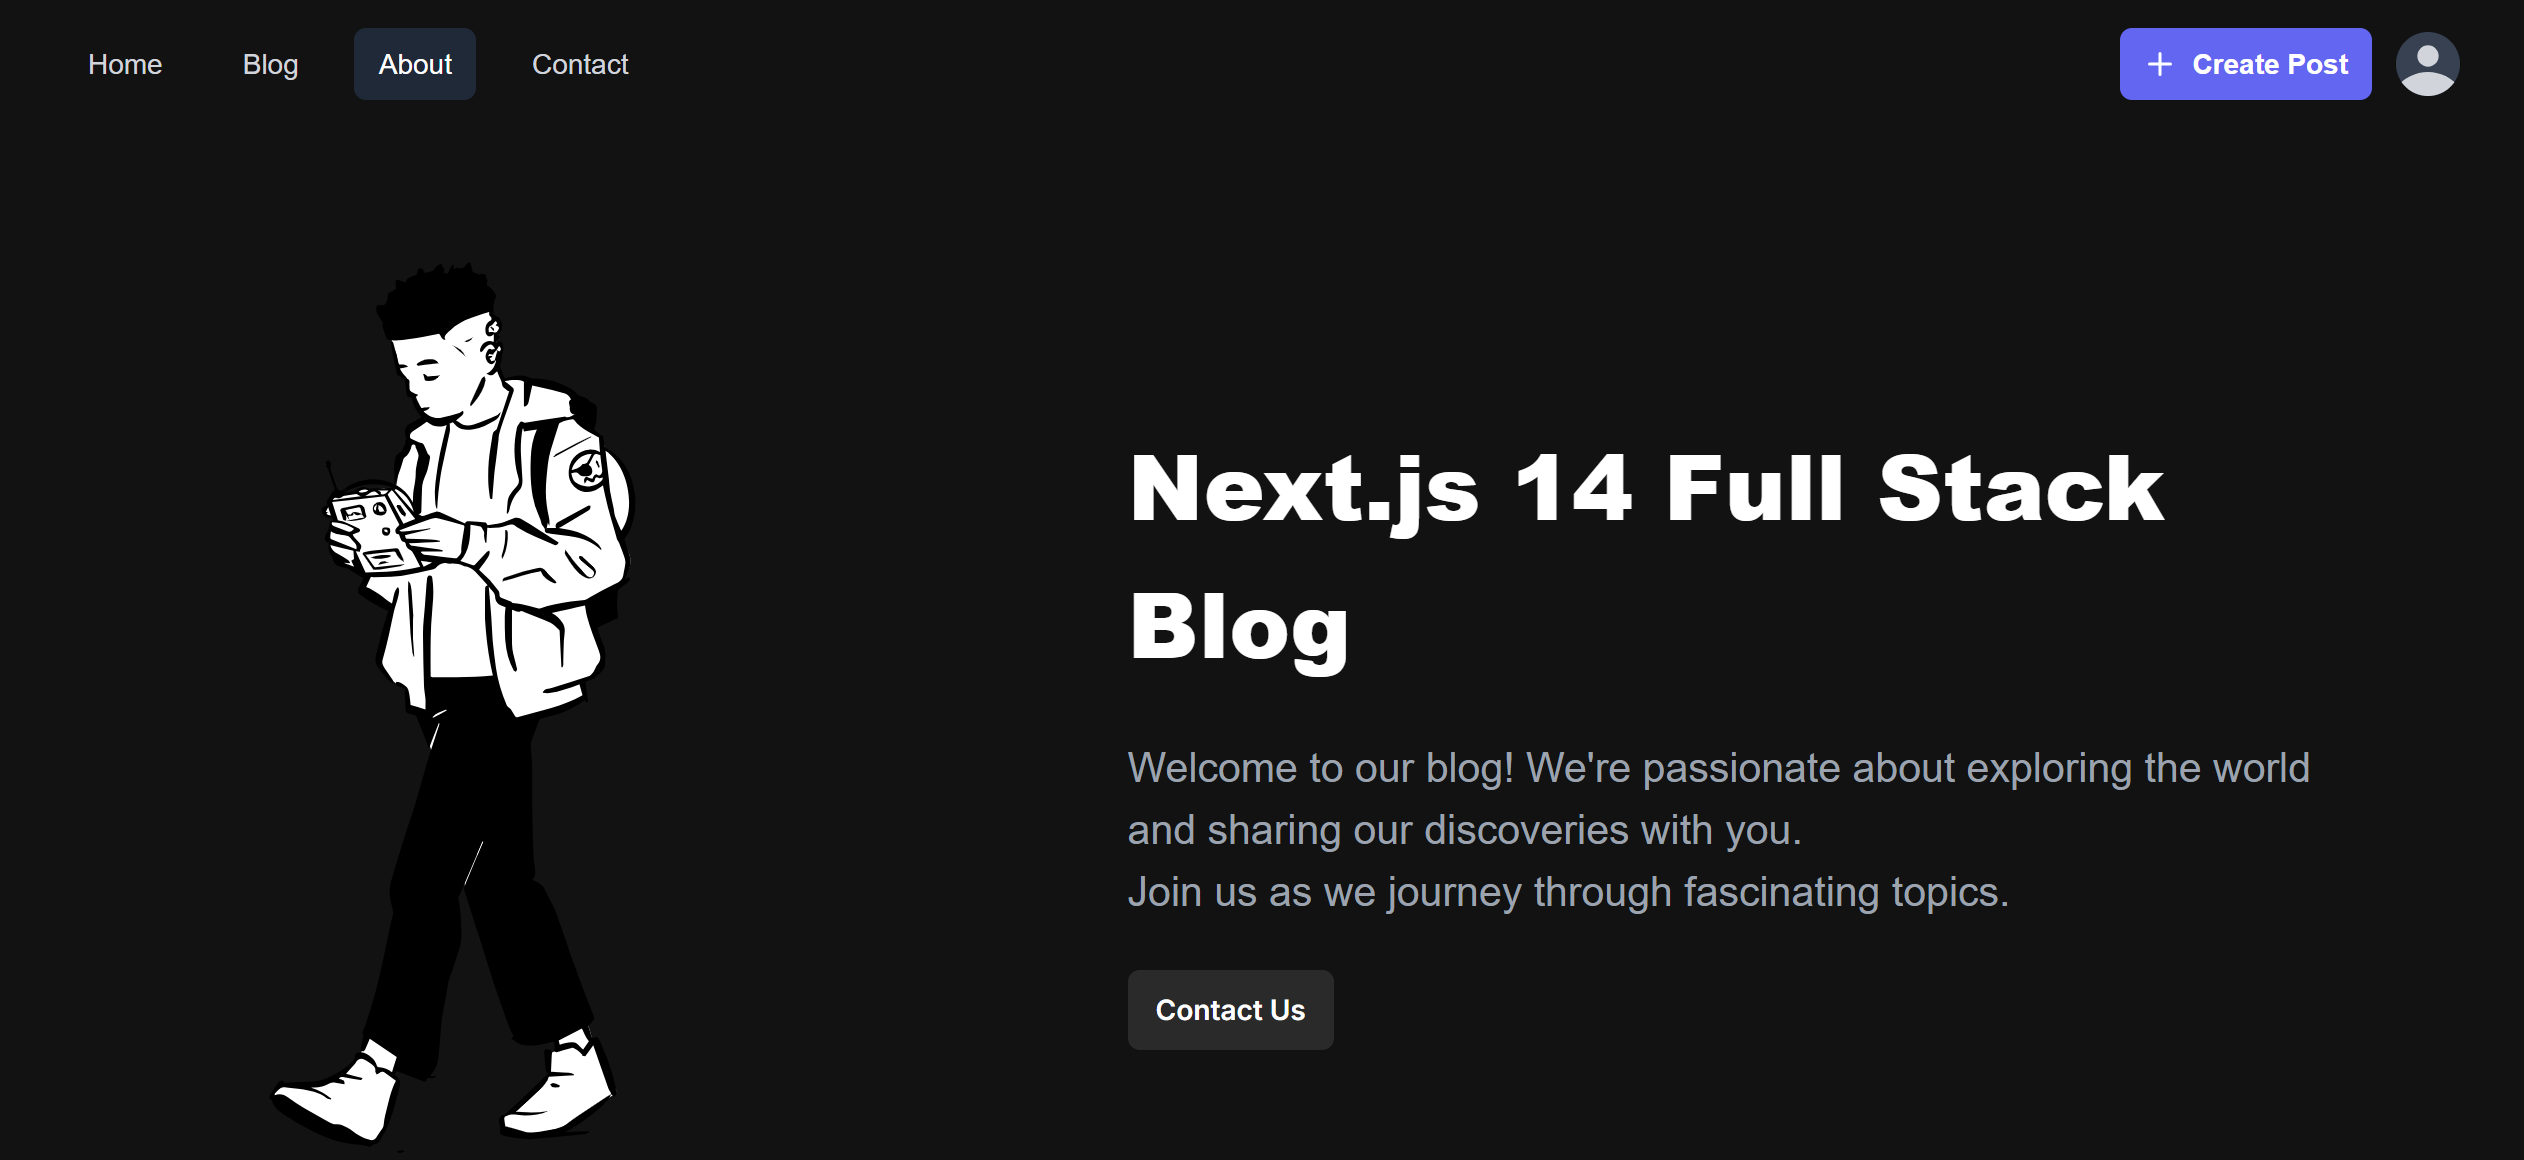 Home Blog About Contact Create Post
Next.js 14 Full Stack
Blog
Welcome to our blog! We're passionate about exploring the world
and sharing our discoveries with you.
Join us as we journey through fascinating topics.
Contact Us